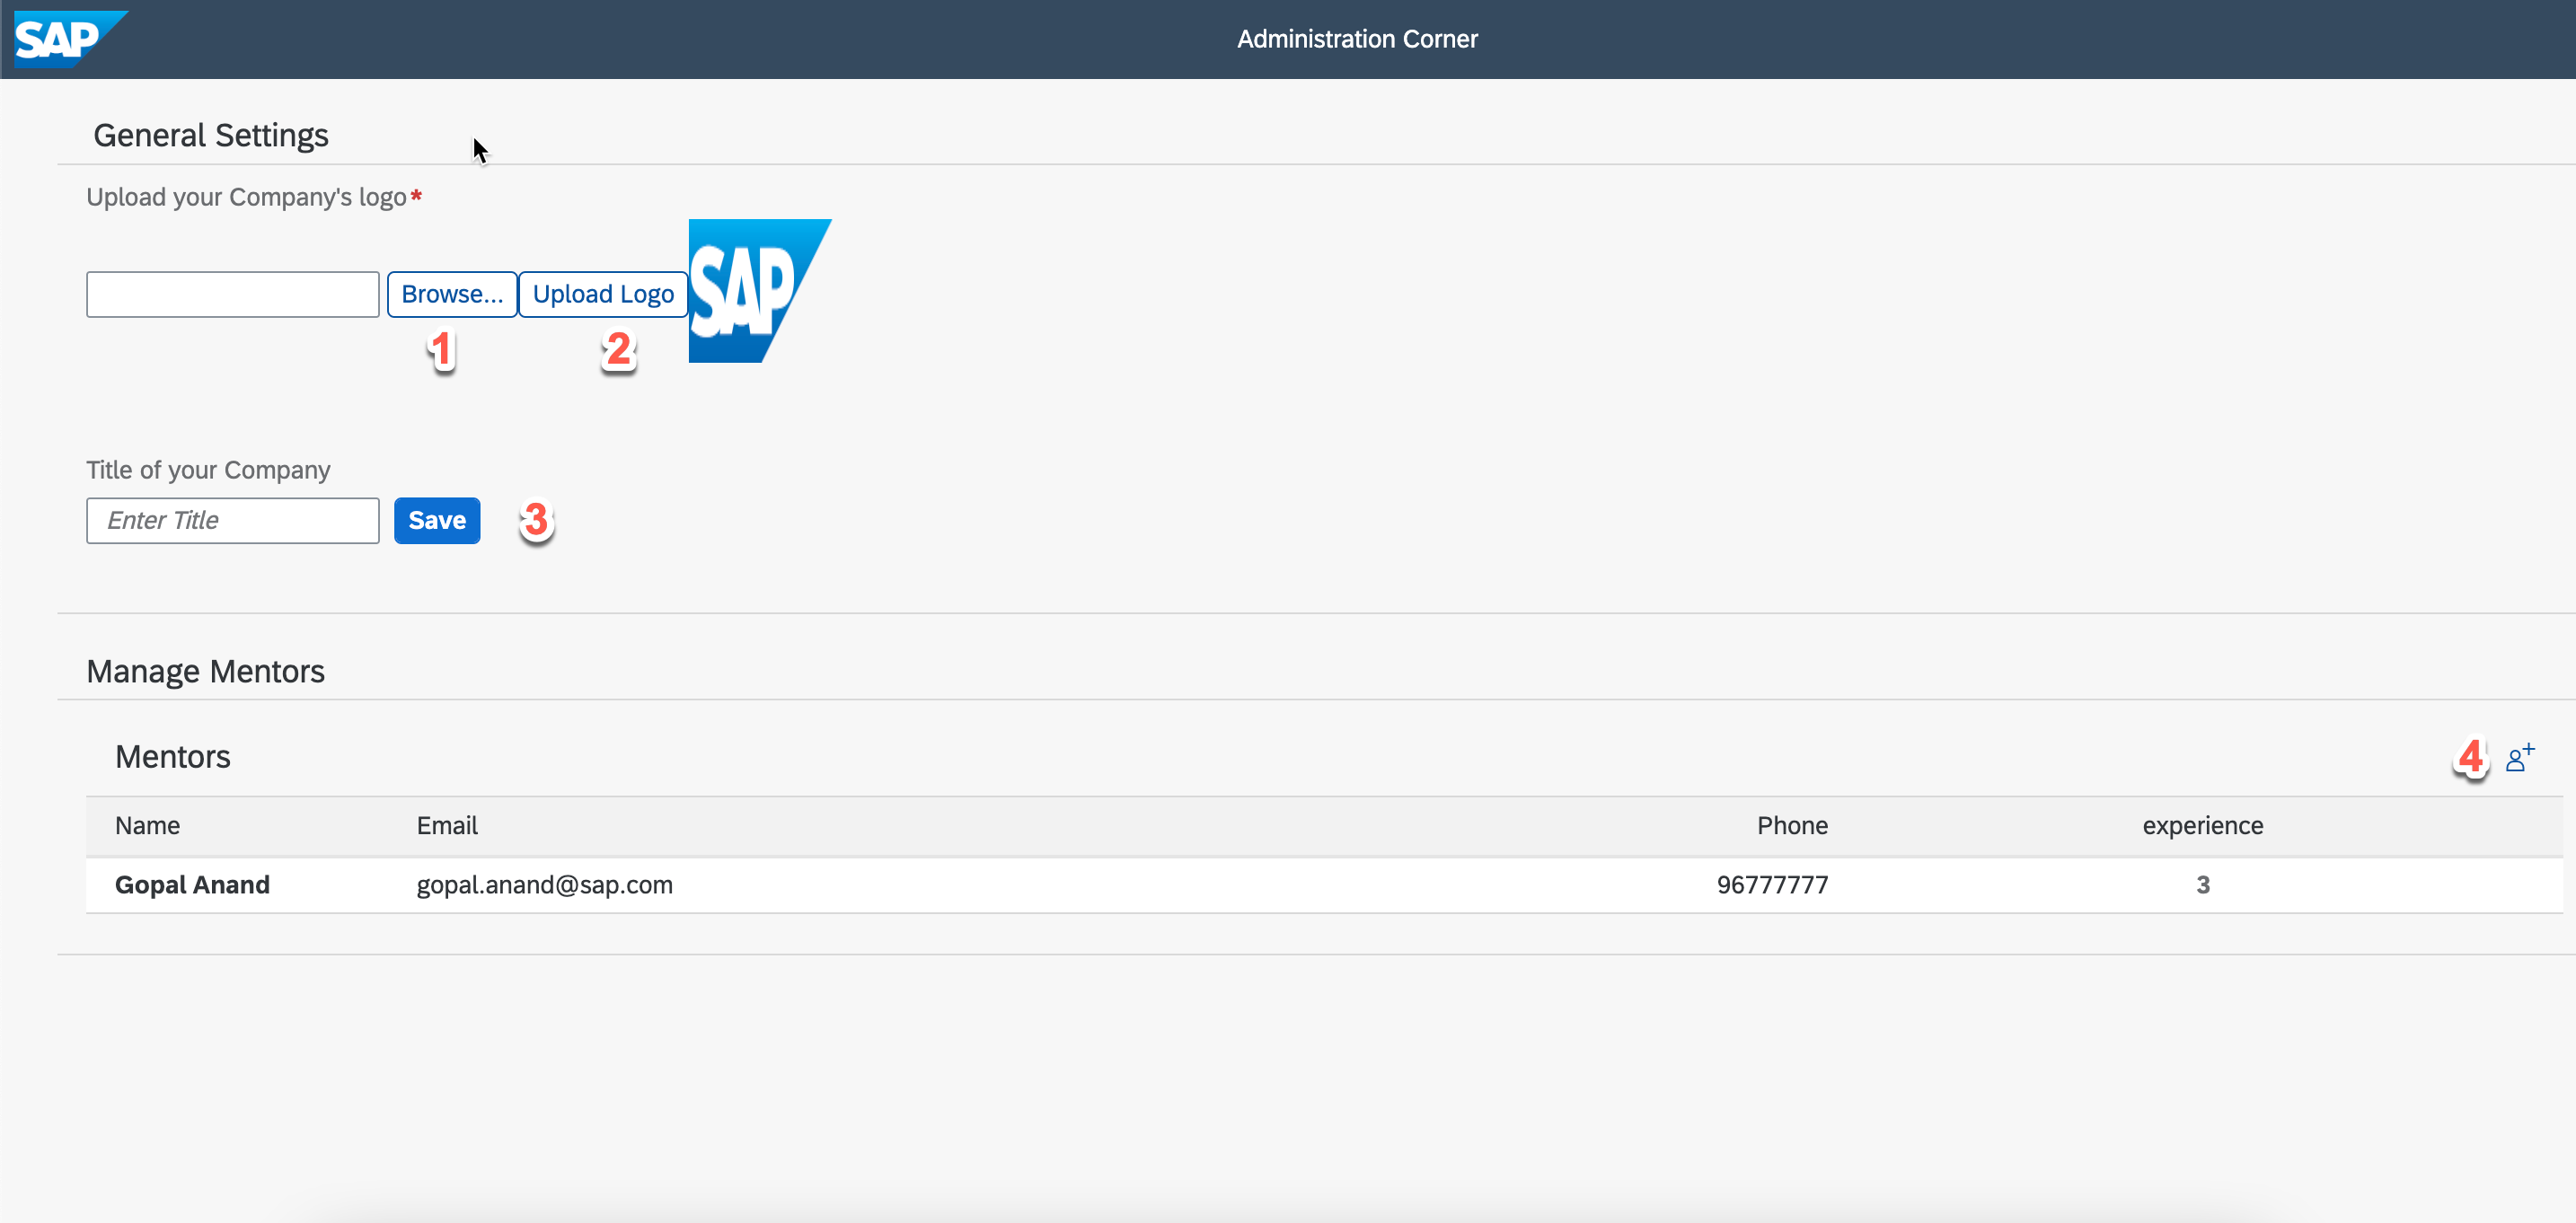 SAP
Administration Corner
General Settings
Upload your Company's logo*
Browse... Upload Logo SAP
1 2
Title of your Company
Enter Title Save 3
Manage Mentors
Mentors 4
Name Email Phone experience
Gopal Anand gopal.anand@sap.com 96777777 3